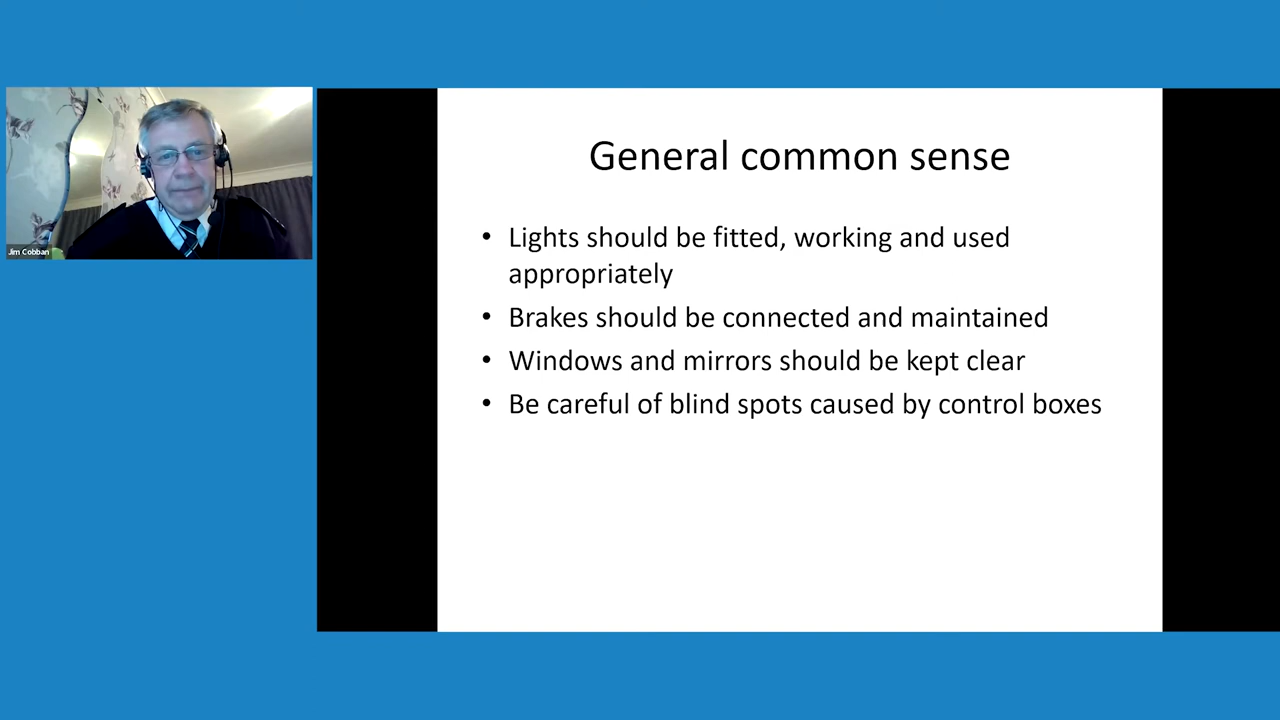 Jim Cobban
General common sense
• Lights should be fitted, working and used
appropriately
• Brakes should be connected and maintained
• Windows and mirrors should be kept clear
• Be careful of blind spots caused by control boxes